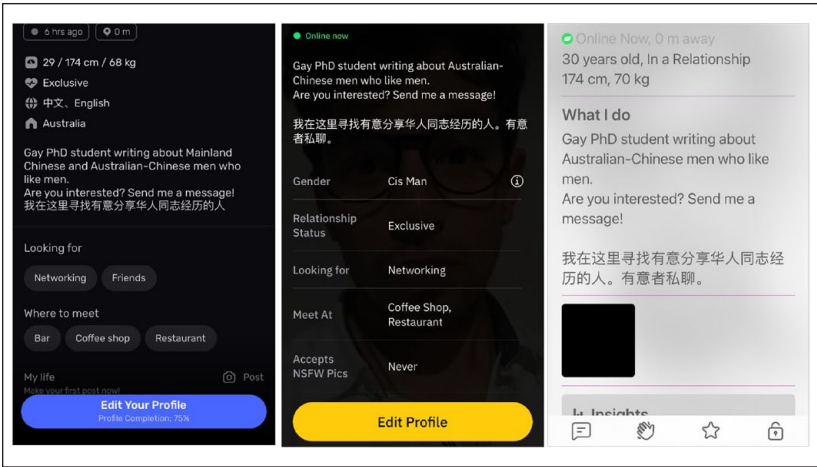 6 hrs ago
0 m
29 / 174 cm / 68 kg
Exclusive
中文、English
Australia
Gay PhD student writing about Mainland
Chinese and Australian-Chinese men who
like men.
Are you interested? Send me a message!
我在这里寻找有意分享华人同志经历的人
Looking for
Networking
Friends
Where to meet
Bar
Coffee shop
Restaurant
My life
Post
Make your first post now!
Edit Your Profile
Profile Completion: 75%
Online now
Gay PhD student writing about Australian-
Chinese men who like men.
Are you interested? Send me a message!
我在这里寻找有意分享华人同志经历的人。有意
者私聊。
Gender Cis Man
Relationship
Status
Exclusive
Looking for Networking
Meet At
Coffee Shop,
Restaurant
Accepts
NSFW Pics
Never
Edit Profile
Online Now, 0 m away
30 years old, In a Relationship
174 cm, 70 kg
What I do
Gay PhD student writing about
Australian-Chinese men who like
men.
Are you interested? Send me a
message!
我在这里寻找有意分享华人同志经
历的人。有意者私聊。
Insights